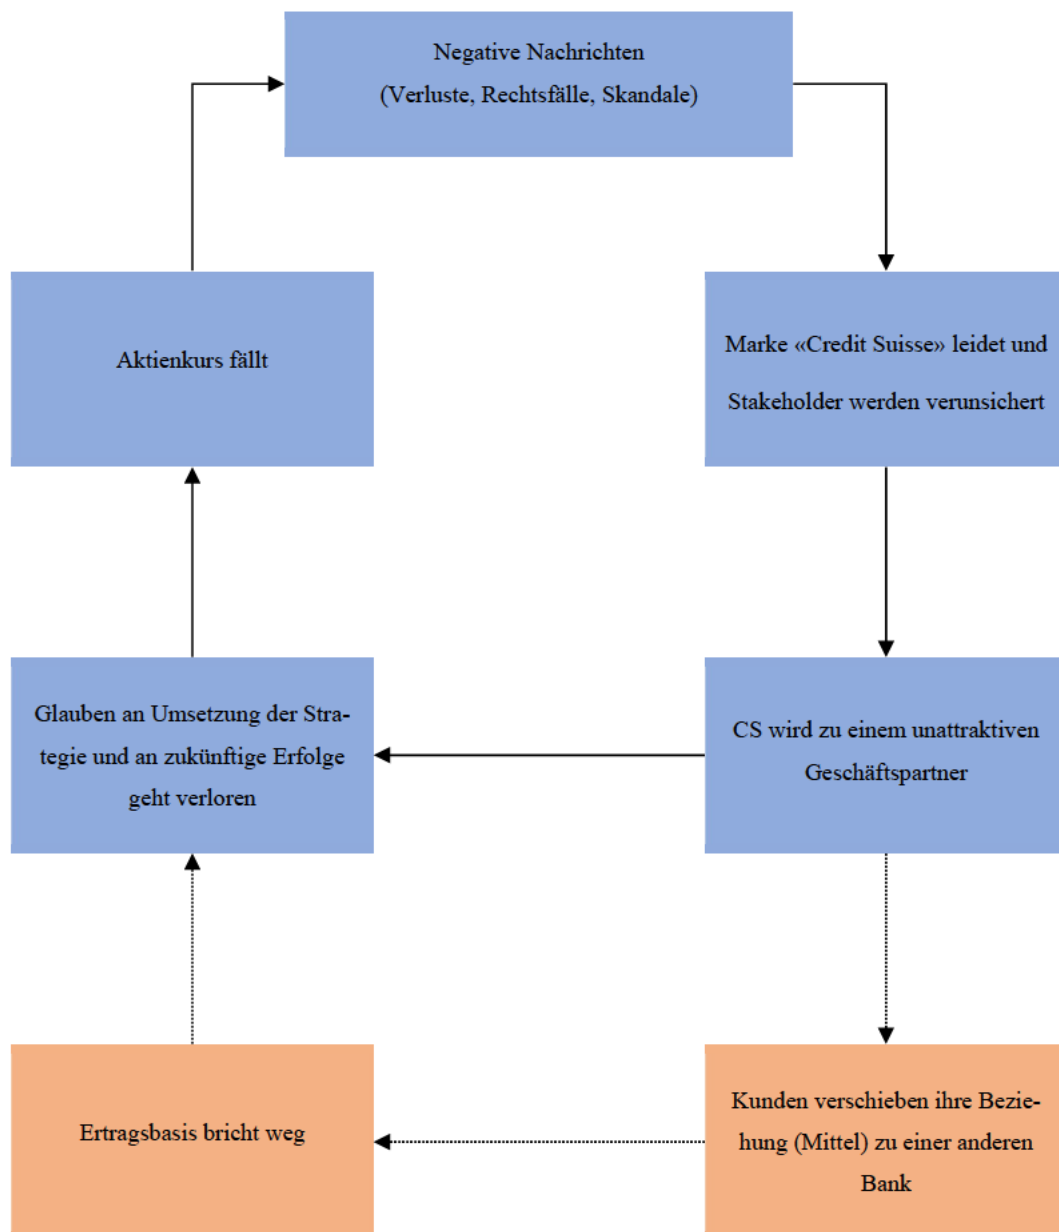 Negative Nachrichten
(Verluste, Rechtsfälle, Skandale)
Aktienkurs fällt
Marke «Credit Suisse» leidet und
Stakeholder werden verunsichert
Glauben an Umsetzung der Stra-
tegie und an zukünftige Erfolge
geht verloren
CS wird zu einem unattraktiven
Geschäftspartner
Ertragsbasis bricht weg
Kunden verschieben ihre Bezie-
hung (Mittel) zu einer anderen
Bank